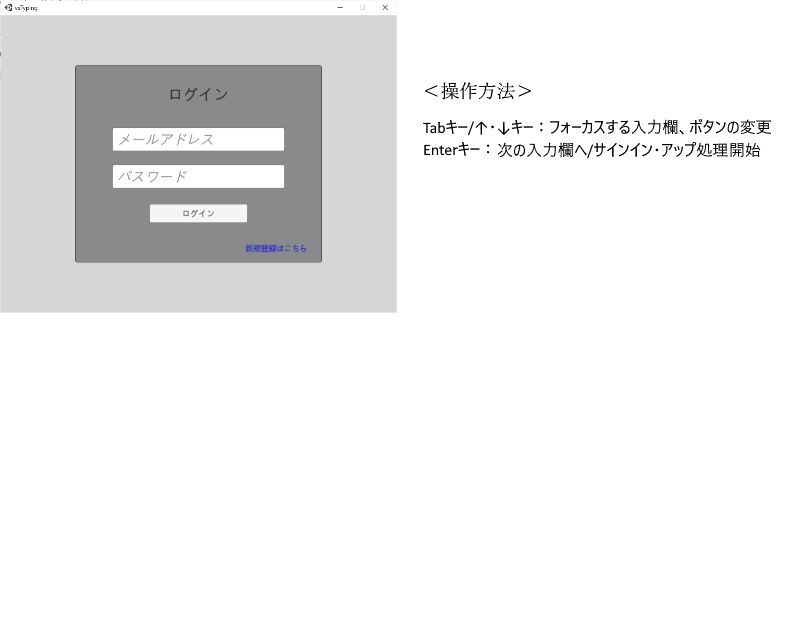 vsTyping
ログイン
メールアドレス
パスワード
ログイン
新規登録はこちら
＜操作方法＞
Tabキー/↑・↓キー：フォーカスする入力欄、ボタンの変更
Enterキー：次の入力欄へ/サインイン・アップ処理開始